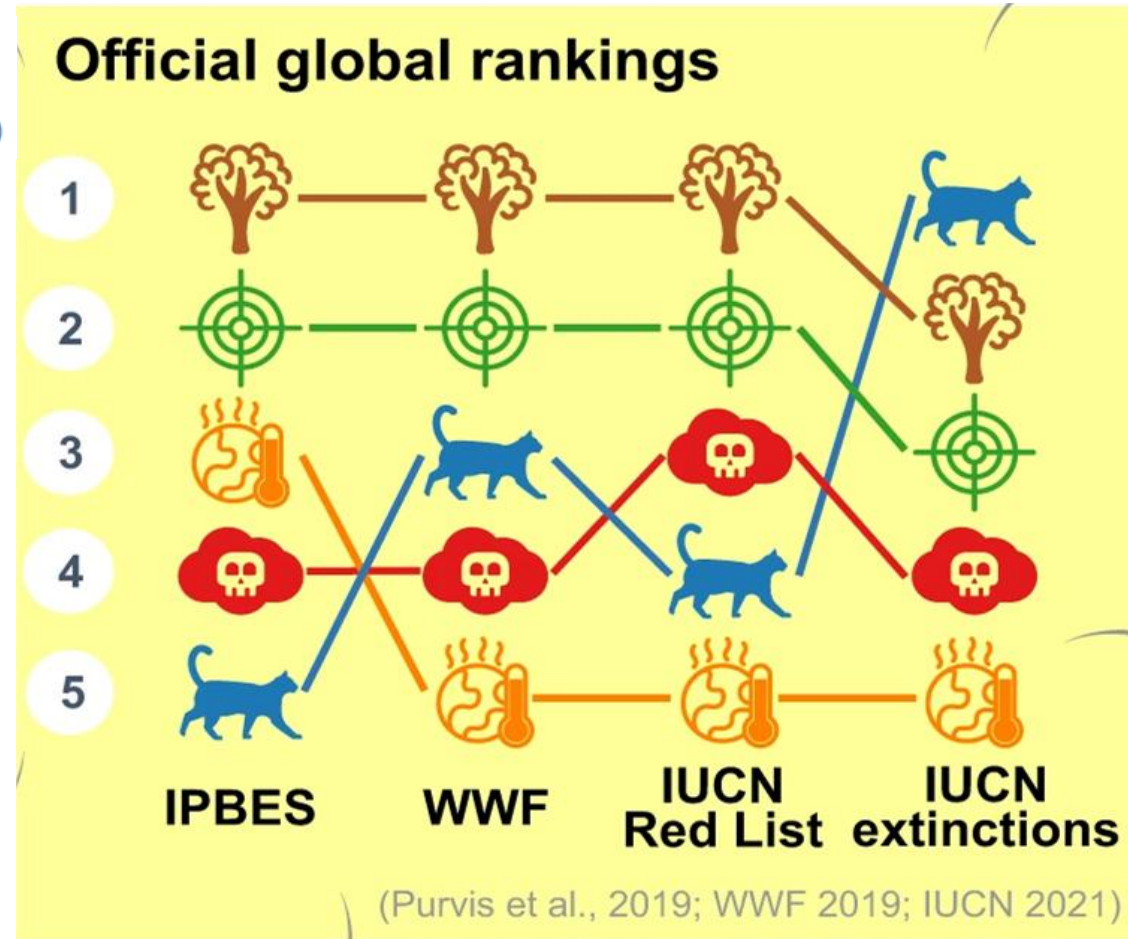 Official global rankings
1
2
3
4
5
IPBES
WWF
IUCN
Red List
IUCN
extinctions
(Purvis et al., 2019; WWF 2019; IUCN 2021)